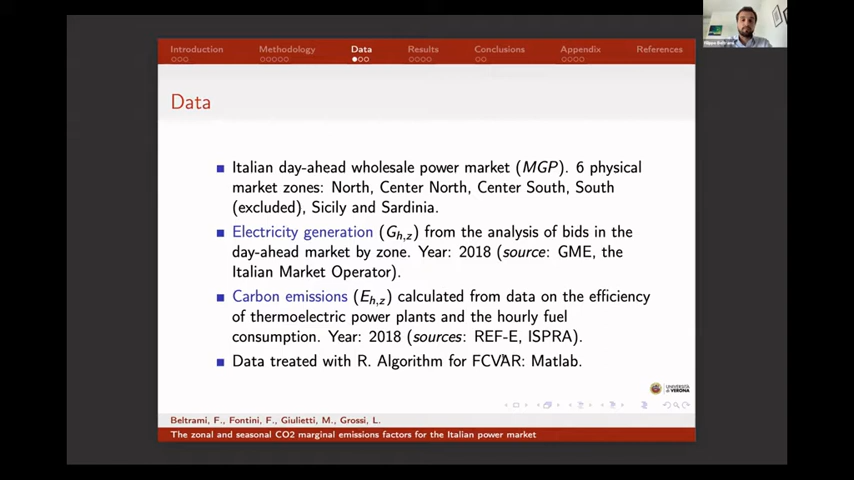 Introduction Methodology Data Results Conclusions Appendix References
Data
Italian day-ahead wholesale power market (MGP). 6 physical
market zones: North, Center North, Center South, South
(excluded), Sicily and Sardinia.
Electricity generation (Gh,z) from the analysis of bids in the
day-ahead market by zone. Year: 2018 (source: GME, the
Italian Market Operator).
Carbon emissions (Eh,z) calculated from data on the efficiency
of thermoelectric power plants and the hourly fuel
consumption. Year: 2018 (sources: REF-E, ISPRA).
Data treated with R. Algorithm for FCVAR: Matlab.
UNIVERSITÀ
di VERONA
Beltrami, F., Fontini, F., Giulietti, M., Grossi, L.
The zonal and seasonal CO2 marginal emissions factors for the Italian power market